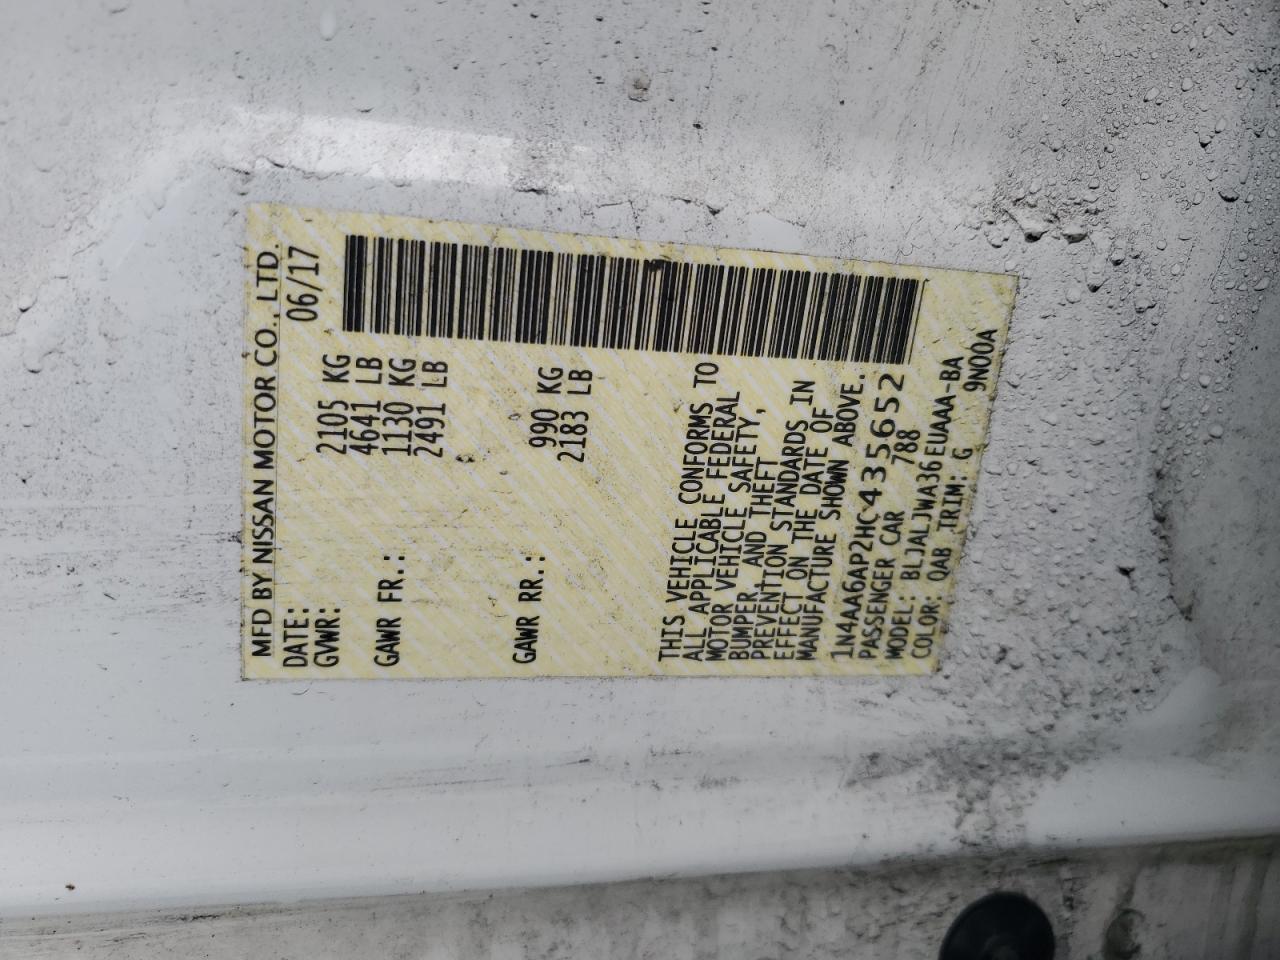 MFD BY NISSAN MOTOR CO., LTD.
DATE: 06/17
GVWR: 2105 KG
4641 LB
GAWR FR.: 1130 KG
2491 LB
GAWR RR.: 990 KG
2183 LB
THIS VEHICLE CONFORMS TO
ALL APPLICABLE FEDERAL
MOTOR VEHICLE SAFETY,
BUMPER, AND THEFT
PREVENTION STANDARDS IN
EFFECT ON THE DATE OF
MANUFACTURE SHOWN ABOVE.
1N4AA6AP2HC435652
PASSENGER CAR 788
MODEL: BLJALJWA36EUAAA-BA
COLOR: QAB TRIM: G 9N00A